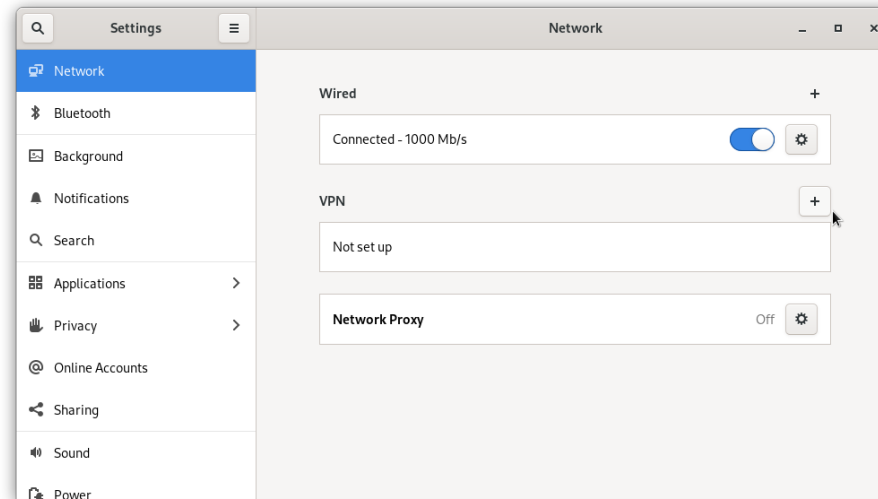 Settings
Network
Network
Bluetooth
Background
Notifications
Search
Applications
Privacy
Online Accounts
Sharing
Sound
Power
Wired
Connected - 1000 Mb/s
VPN
Not set up
Network Proxy
Off